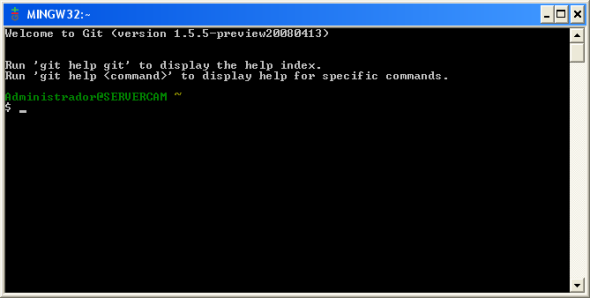 MINGW32:~
Welcome to Git (version 1.5.5-preview20080413)
Run 'git help git' to display the help index.
Run 'git help <command>' to display help for specific commands.
Administrador@SERVERCAM ~
$ _